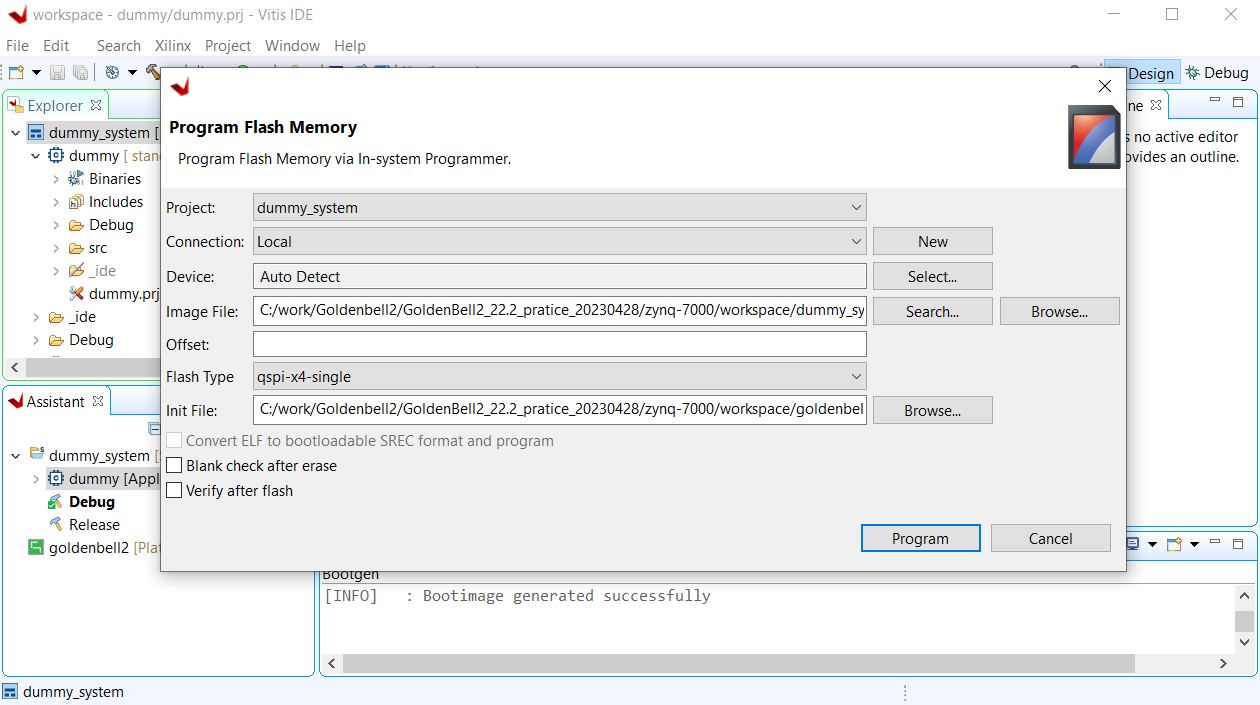 workspace - dummy/dummy.prj - Vitis IDE
File Edit Search Xilinx Project Window Help
Design Debug
Explorer
dummy_system [
dummy [ stan
Binaries
Includes
Debug
src
_ide
dummy.prj
_ide
Debug
Assistant
dummy_system [
dummy [Appl
Debug
Release
goldenbell2 [Plat
Program Flash Memory
Program Flash Memory via In-system Programmer.
Project: dummy_system
Connection: Local New
Device: Auto Detect Select...
Image File: C:/work/Goldenbell2/GoldenBell2_22.2_pratice_20230428/zynq-7000/workspace/dummy_sy Search... Browse...
Offset:
Flash Type qspi-x4-single
Init File: C:/work/Goldenbell2/GoldenBell2_22.2_pratice_20230428/zynq-7000/workspace/goldenbel Browse...
Convert ELF to bootloadable SREC format and program
Blank check after erase
Verify after flash
Program Cancel
ne
s no active editor
ovides an outline.
Bootgen
[INFO] : Bootimage generated successfully
dummy_system